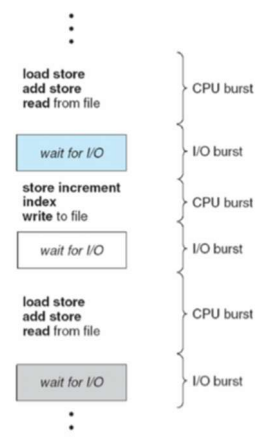 load store
add store
read from file
CPU burst
wait for I/O
I/O burst
store increment
index
write to file
CPU burst
wait for I/O
I/O burst
load store
add store
read from file
CPU burst
wait for I/O
I/O burst